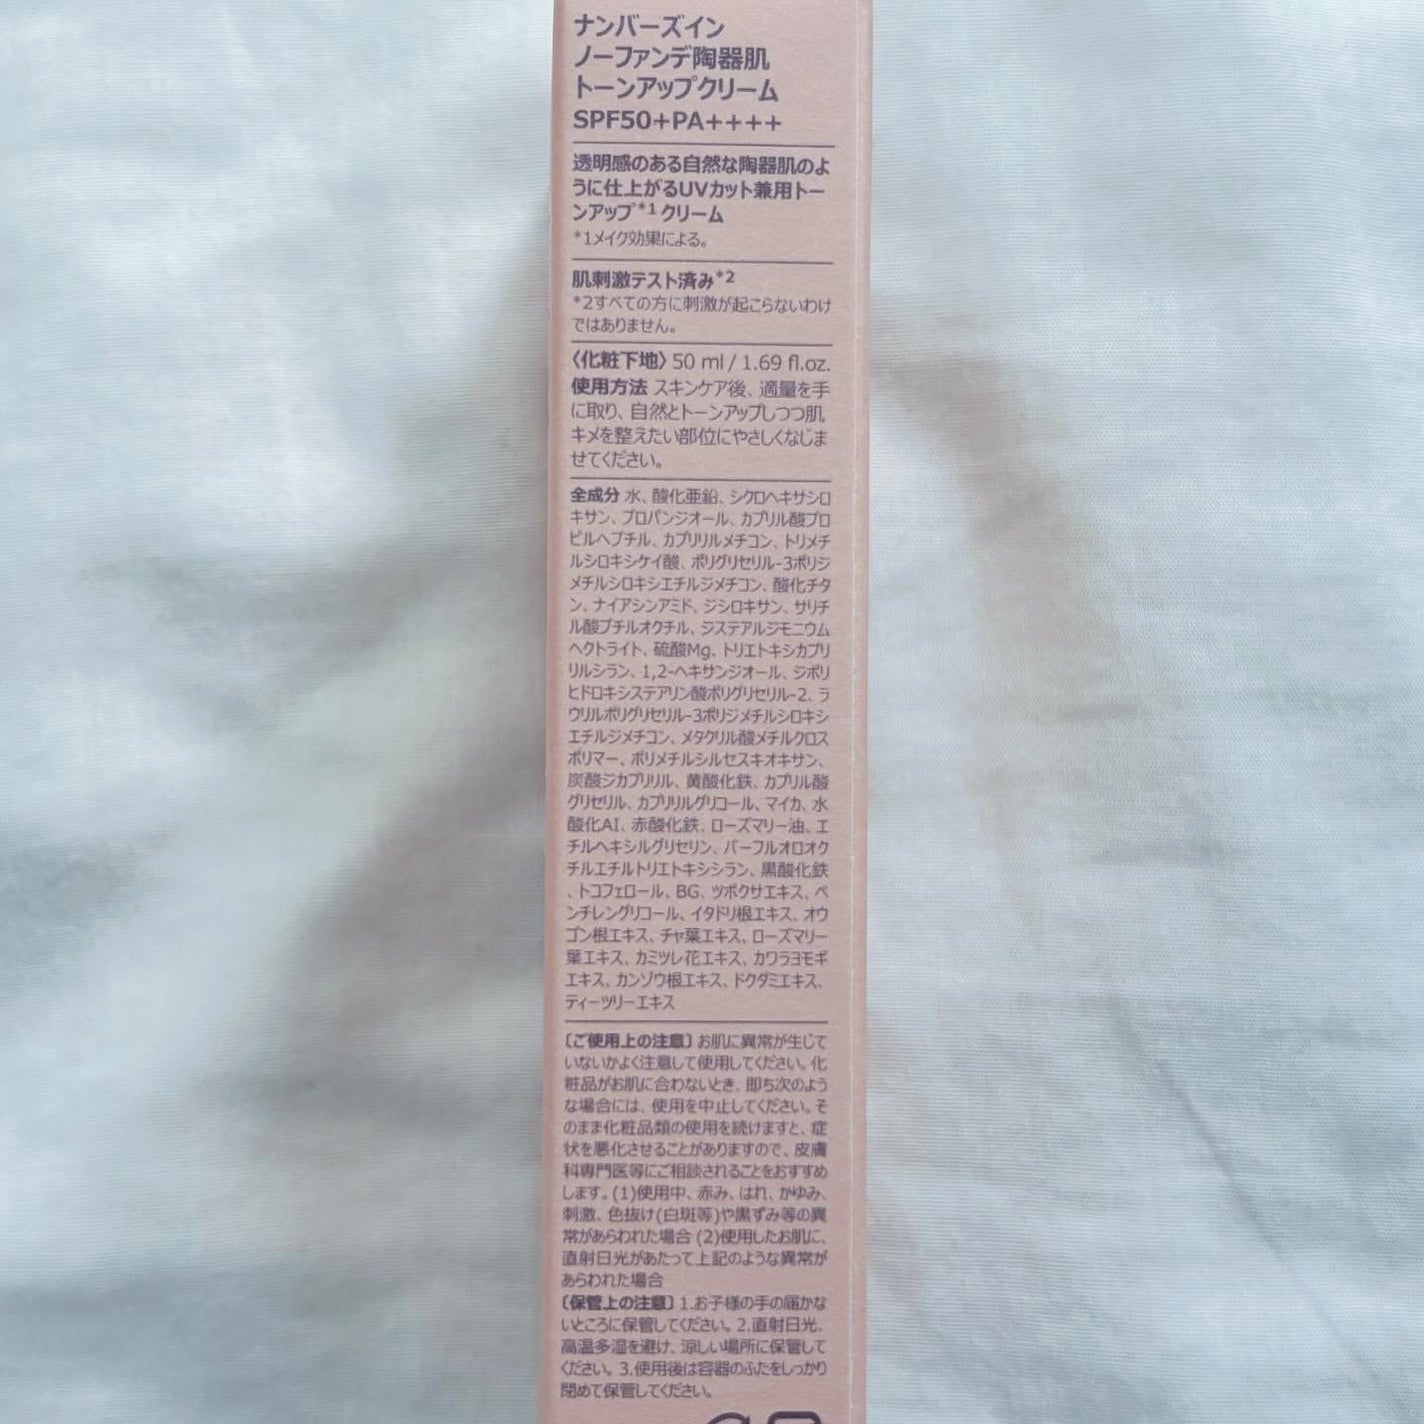 ナンバーズイン
ノーファンデ陶器肌
トーンアップクリーム
SPF50+PA++++
透明感のある自然な陶器肌のよ
うに仕上がるUVカット兼用トー
ンアップ*1クリーム
*1メイク効果による。
肌刺激テスト済み*2
*2すべての方に刺激が起こらないわけ
ではありません。
〈化粧下地〉50 ml / 1.69 fl.oz.
使用方法 スキンケア後、適量を手
に取り、自然とトーンアップしつつ肌
キメを整えたい部位にやさしくなじま
せてください。
全成分 水、酸化亜鉛、シクロヘキサシロ
キサン、プロパンジオール、カプリル酸プロ
ピルヘプチル、カプリリルメチコン、トリメチ
ルシロキシケイ酸、ポリグリセリル-3ポリジ
メチルシロキシエチルジメチコン、酸化チタ
ン、ナイアシンアミド、ジシロキサン、サリチ
ル酸ブチルオクチル、ジステアルジモニウム
ヘクトライト、硫酸Mg、トリエトキシカプリ
リルシラン、1,2-ヘキサンジオール、ジポリ
ヒドロキシステアリン酸ポリグリセリル-2、ラ
ウリルポリグリセリル-3ポリジメチルシロキシ
エチルジメチコン、メタクリル酸メチルクロス
ポリマー、ポリメチルシルセスキオキサン、
炭酸ジカプリリル、黄酸化鉄、カプリル酸
グリセリル、カプリリルグリコール、マイカ、水
酸化AI、赤酸化鉄、ローズマリー油、エ
チルヘキシルグリセリン、パーフルオロオク
チルエチルトリエトキシシラン、黒酸化鉄
、トコフェロール、BG、ツボクサエキス、ペ
ンチレングリコール、イタドリ根エキス、オウ
ゴン根エキス、チャ葉エキス、ローズマリー
葉エキス、カミツレ花エキス、カワラヨモギ
エキス、カンゾウ根エキス、ドクダミエキス、
ティーツリーエキス
〔ご使用上の注意〕お肌に異常が生じて
いないかよく注意して使用してください。化
粧品がお肌に合わないとき、即ち次のよう
な場合には、使用を中止してください。そ
のまま化粧品類の使用を続けますと、症
状を悪化させることがありますので、皮膚
科専門医等にご相談されることをおすすめ
します。(1)使用中、赤み、はれ、かゆみ、
刺激、色抜け(白斑等)や黒ずみ等の異
常があらわれた場合 (2)使用したお肌に、
直射日光があたって上記のような異常が
あらわれた場合
〔保管上の注意〕1.お子様の手の届かな
いところに保管してください。2.直射日光、
高温多湿を避け、涼しい場所に保管して
ください。3.使用後は容器のふたをしっかり
閉めて保管してください。